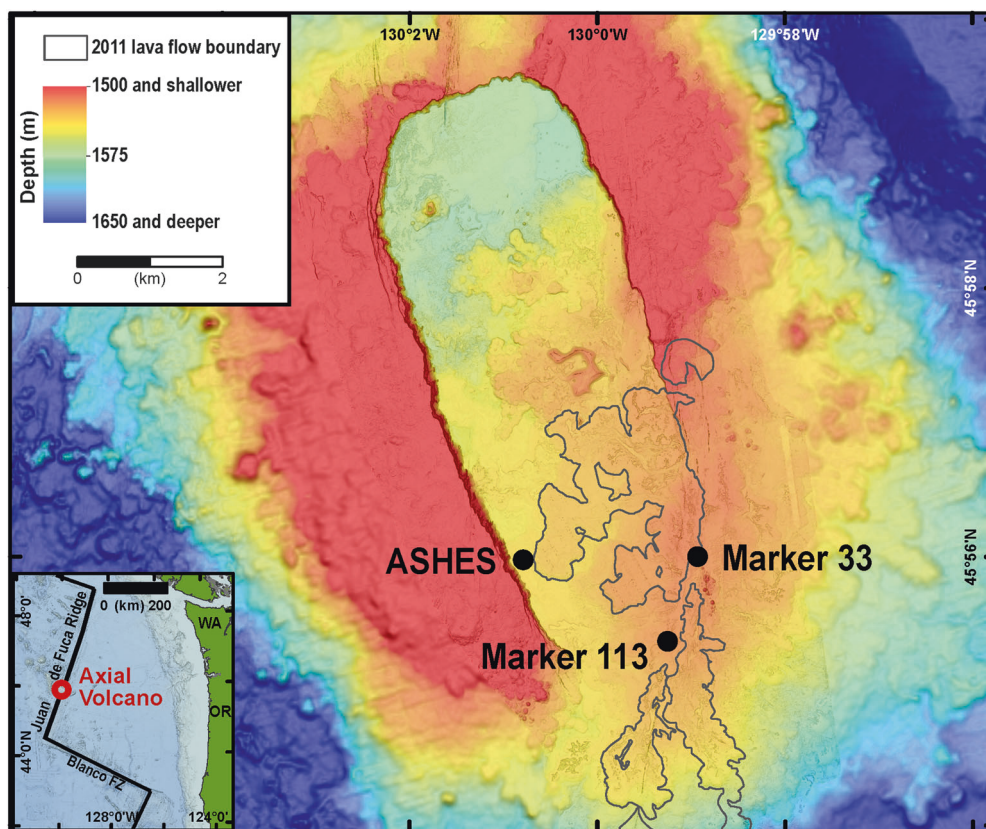 130°2'W
130°0'W
129°58'W
2011 lava flow boundary
1500 and shallower
1575
1650 and deeper
Depth (m)
0 (km) 2
45°58'N
ASHES
Marker 33
45°56'N
Marker 113
0 (km) 200
48°0'
WA
Juan de Fuca Ridge
Axial
Volcano
OR
44°0'N
Blanco FZ
128°0'W
124°0'